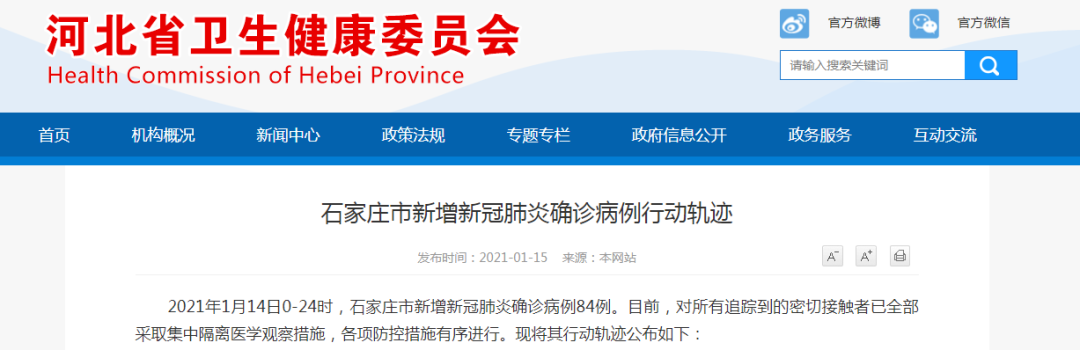 河北省卫生健康委员会
Health Commission of Hebei Province
官方微博
官方微信
请输入搜索关键词
首页 机构概况 新闻中心 政策法规 专题专栏 政府信息公开 政务服务 互动交流
石家庄市新增新冠肺炎确诊病例行动轨迹
发布时间：2021-01-15 来源：本网站
A- A+
2021年1月14日0-24时，石家庄市新增新冠肺炎确诊病例84例。目前，对所有追踪到的密切接触者已全部
采取集中隔离医学观察措施，各项防控措施有序进行。现将其行动轨迹公布如下：